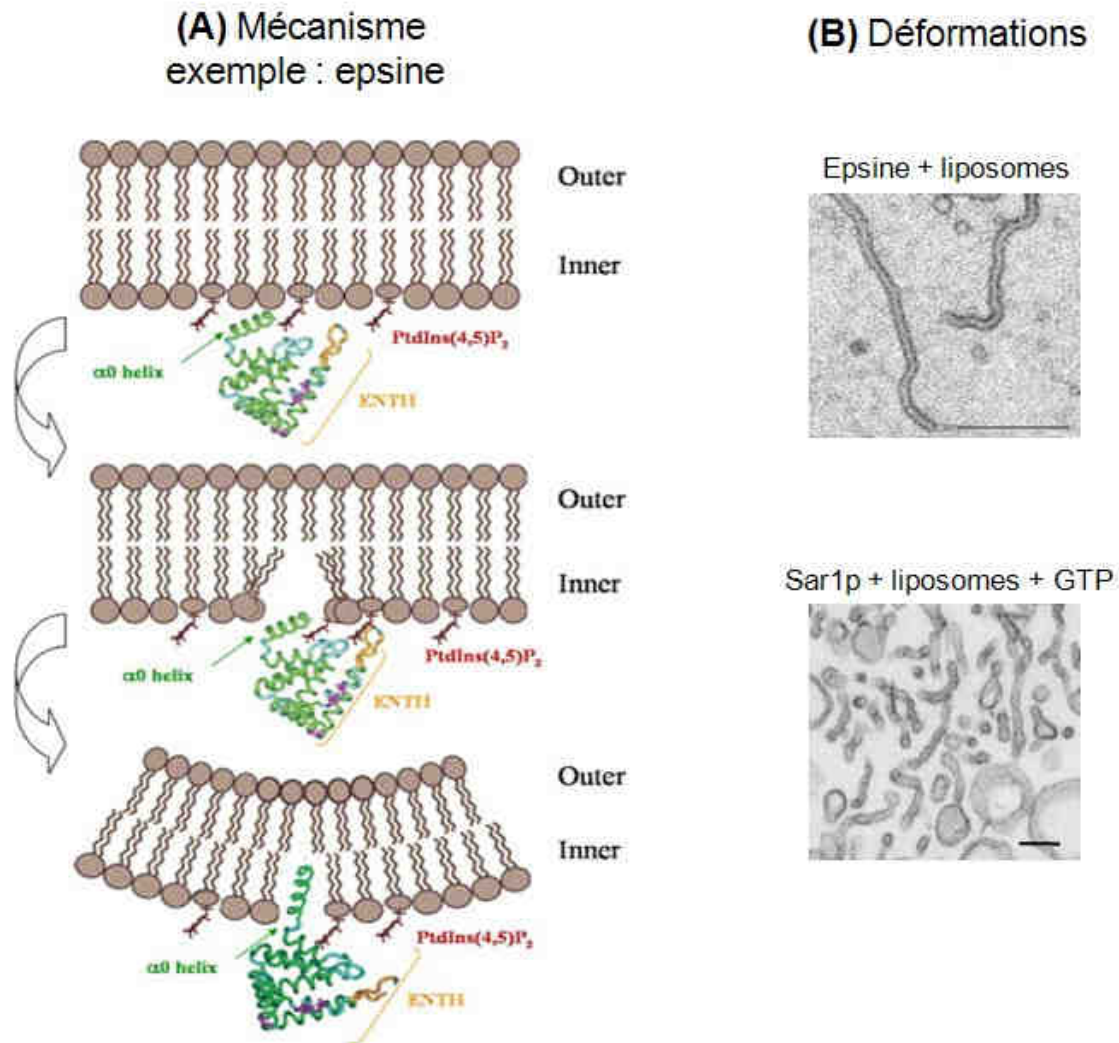 (A) Mécanisme
exemple : epsine
Outer
Inner
PtdIns(4,5)P2
α0 helix
ENTH
Outer
Inner
PtdIns(4,5)P2
α0 helix
ENTH
Outer
Inner
PtdIns(4,5)P2
α0 helix
ENTH
(B) Déformations
Epsine + liposomes
Sar1p + liposomes + GTP